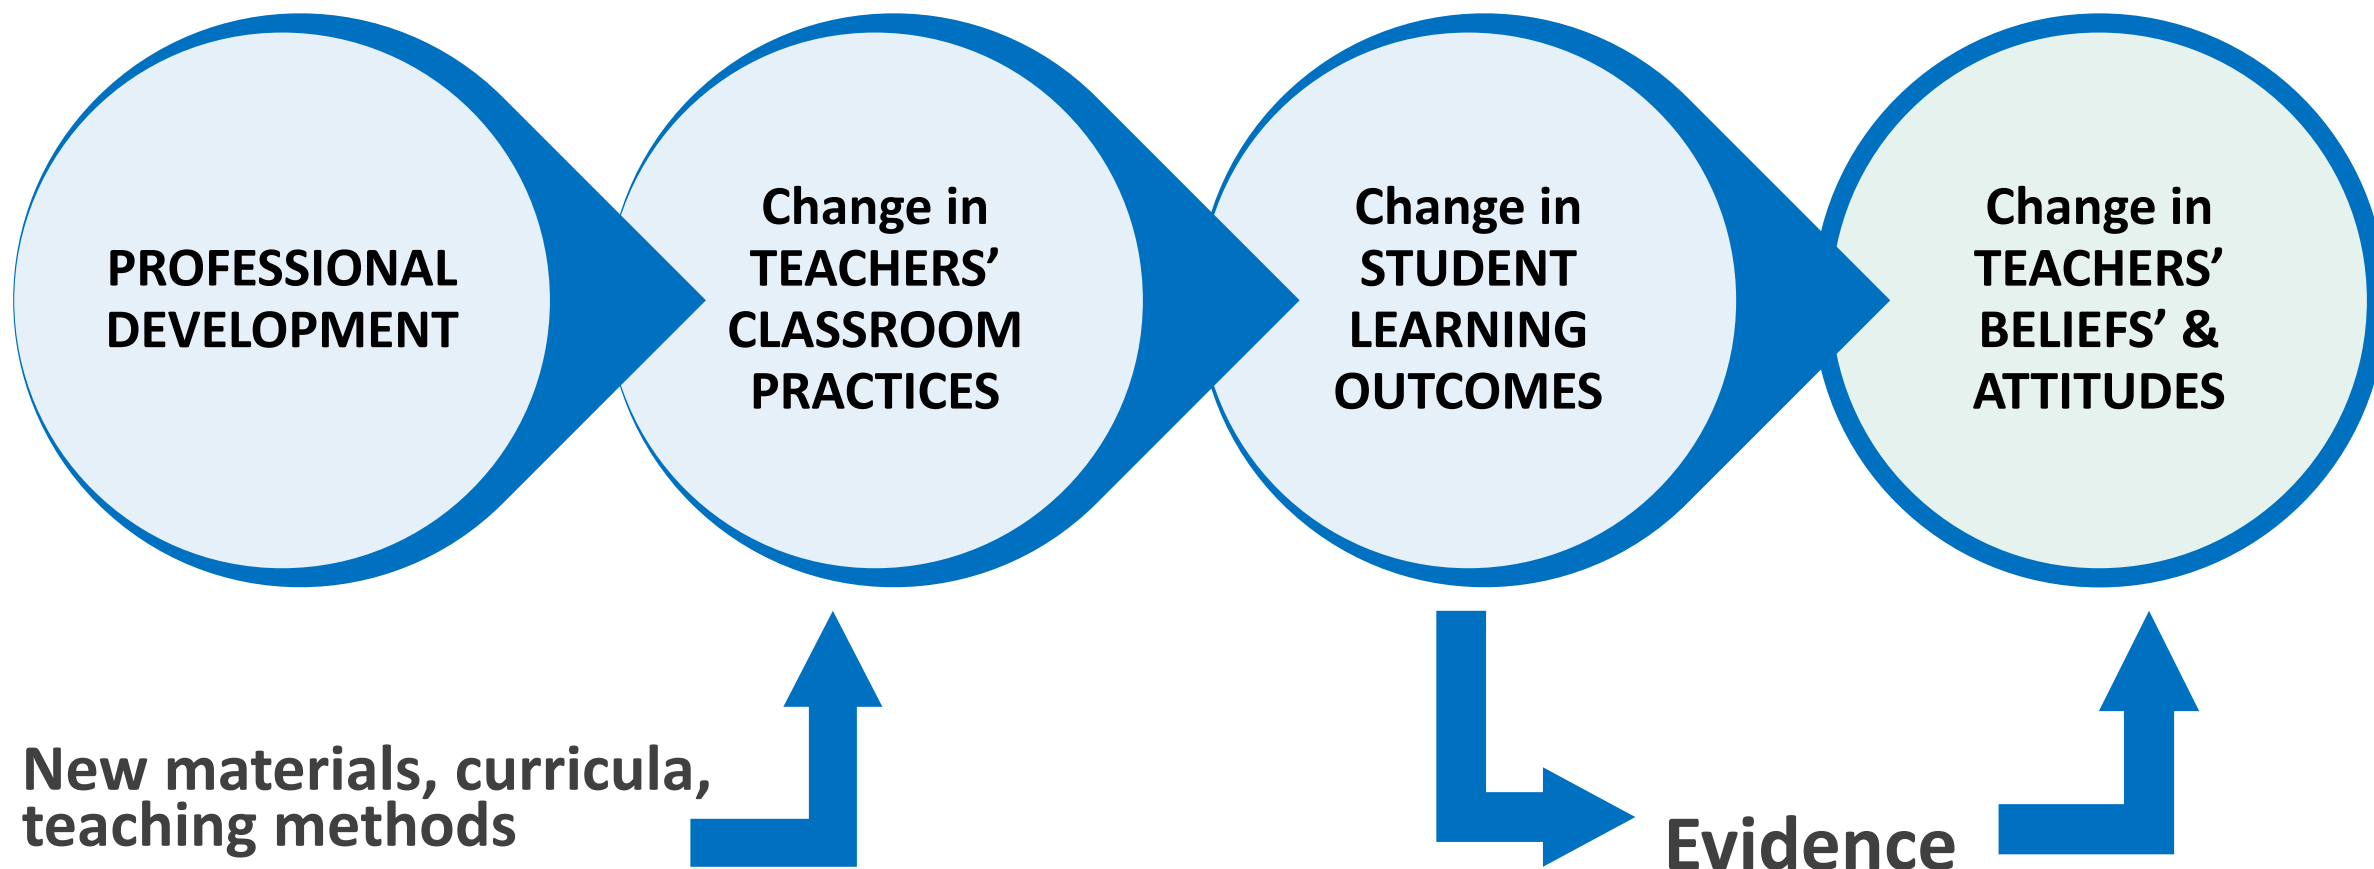 PROFESSIONAL
DEVELOPMENT
Change in
TEACHERS’
CLASSROOM
PRACTICES
Change in
STUDENT
LEARNING
OUTCOMES
Change in
TEACHERS’
BELIEFS’ &
ATTITUDES
New materials, curricula,
teaching methods
Evidence